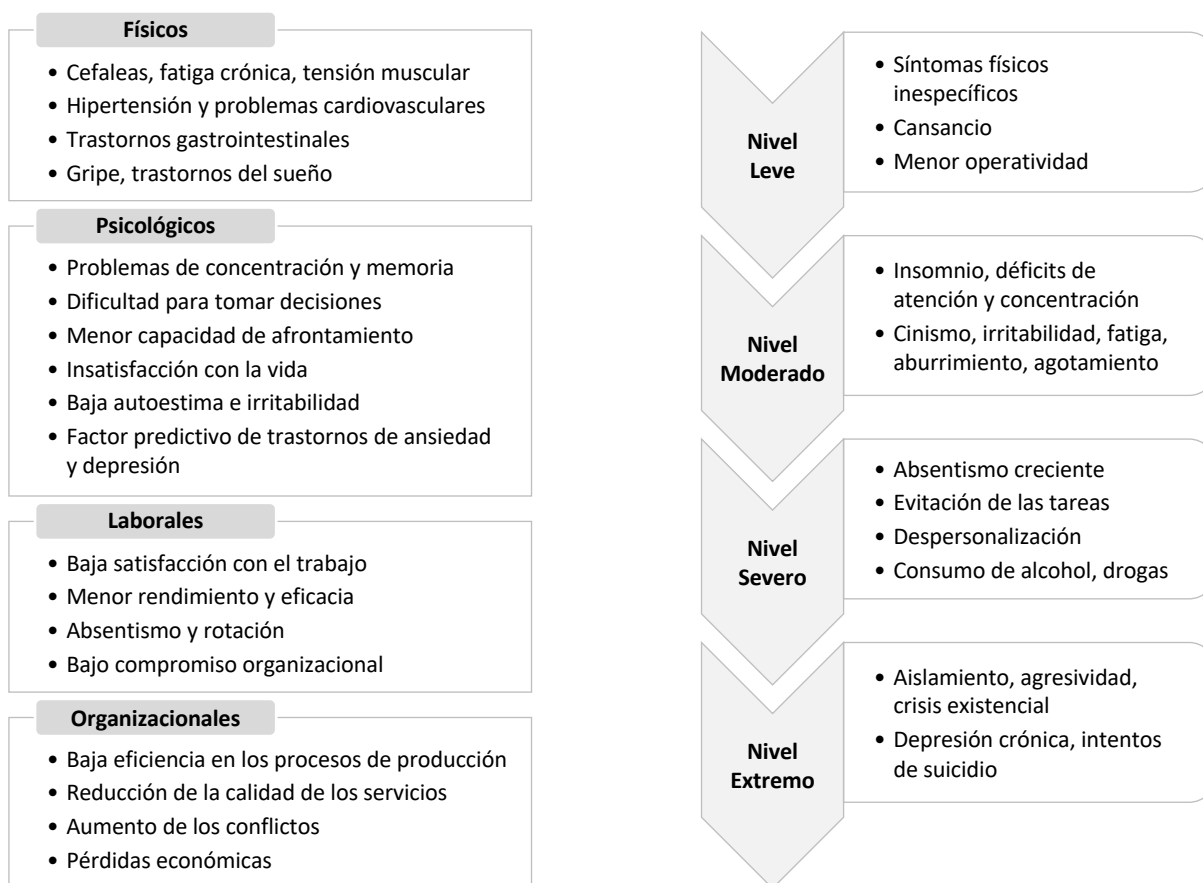 Físicos
• Cefaleas, fatiga crónica, tensión muscular
• Hipertensión y problemas cardiovasculares
• Trastornos gastrointestinales
• Gripe, trastornos del sueño
Psicológicos
• Problemas de concentración y memoria
• Dificultad para tomar decisiones
• Menor capacidad de afrontamiento
• Insatisfacción con la vida
• Baja autoestima e irritabilidad
• Factor predictivo de trastornos de ansiedad
y depresión
Laborales
• Baja satisfacción con el trabajo
• Menor rendimiento y eficacia
• Absentismo y rotación
• Bajo compromiso organizacional
Organizacionales
• Baja eficiencia en los procesos de producción
• Reducción de la calidad de los servicios
• Aumento de los conflictos
• Pérdidas económicas
Nivel
Leve
• Síntomas físicos
inespecíficos
• Cansancio
• Menor operatividad
Nivel
Moderado
• Insomnio, déficits de
atención y concentración
• Cinismo, irritabilidad, fatiga,
aburrimiento, agotamiento
Nivel
Severo
• Absentismo creciente
• Evitación de las tareas
• Despersonalización
• Consumo de alcohol, drogas
Nivel
Extremo
• Aislamiento, agresividad,
crisis existencial
• Depresión crónica, intentos
de suicidio